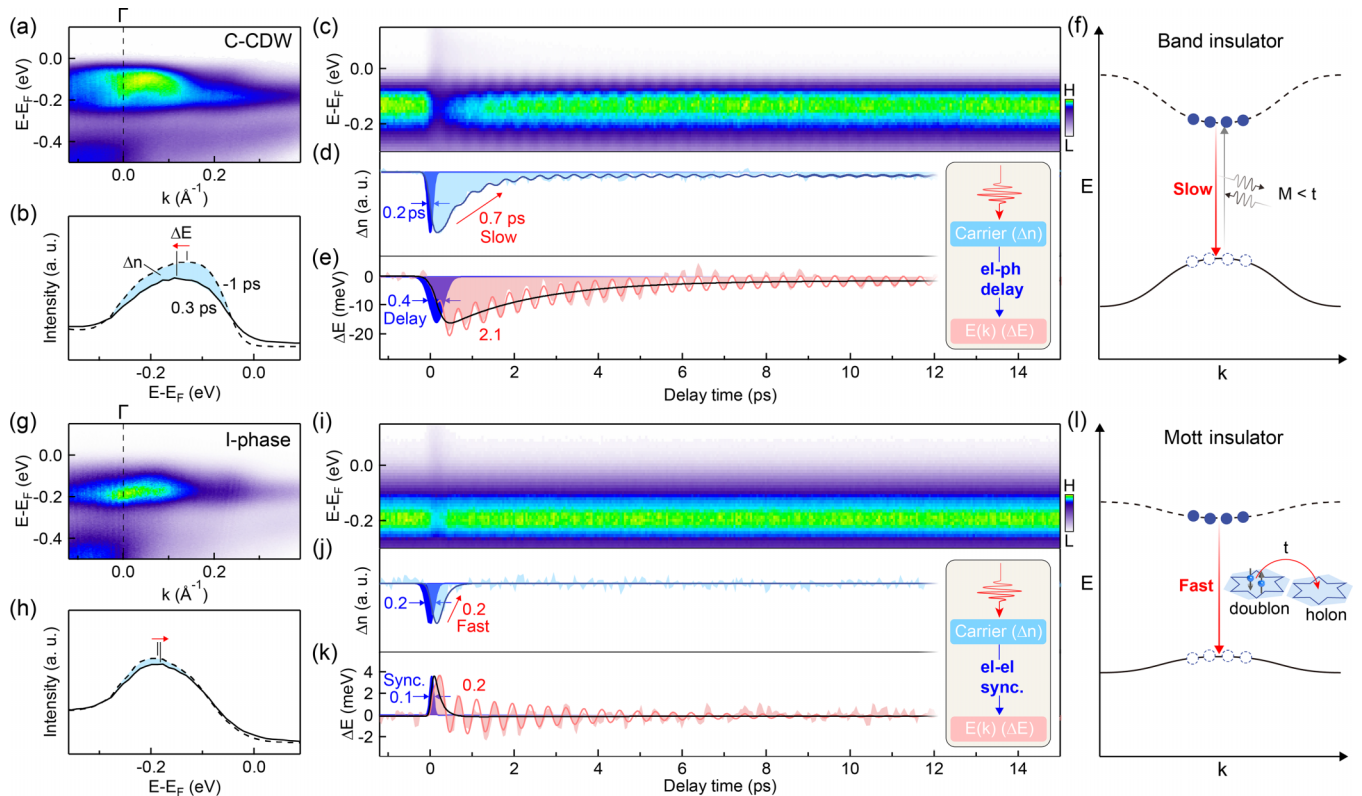 (a)
Γ
C-CDW
E-E_F (eV)
0.0
-0.2
-0.4
0.0
0.2
k (Å⁻¹)
(b)
Intensity (a. u.)
ΔE
Δn
-1 ps
0.3 ps
-0.2
0.0
E-E_F (eV)
(c)
E-E_F (eV)
0.0
-0.2
H
L
(d)
Δn (a. u.)
0.2 ps
0.7 ps
Slow
(e)
ΔE (meV)
0
-10
-20
0.4
Delay
2.1
0
2
4
6
8
10
12
14
Delay time (ps)
Carrier (Δn)
el-ph
delay
E(k) (ΔE)
(f)
Band insulator
E
Slow
M < t
k
(g)
Γ
I-phase
E-E_F (eV)
0.0
-0.2
-0.4
0.0
0.2
k (Å⁻¹)
(h)
Intensity (a. u.)
-0.2
0.0
E-E_F (eV)
(i)
E-E_F (eV)
0.0
-0.2
H
L
(j)
Δn (a. u.)
0.2
0.2
Fast
(k)
ΔE (meV)
4
2
0
-2
Sync.
0.1
0.2
0
2
4
6
8
10
12
14
Delay time (ps)
Carrier (Δn)
el-el
sync.
E(k) (ΔE)
(l)
Mott insulator
E
Fast
t
doublon
holon
k